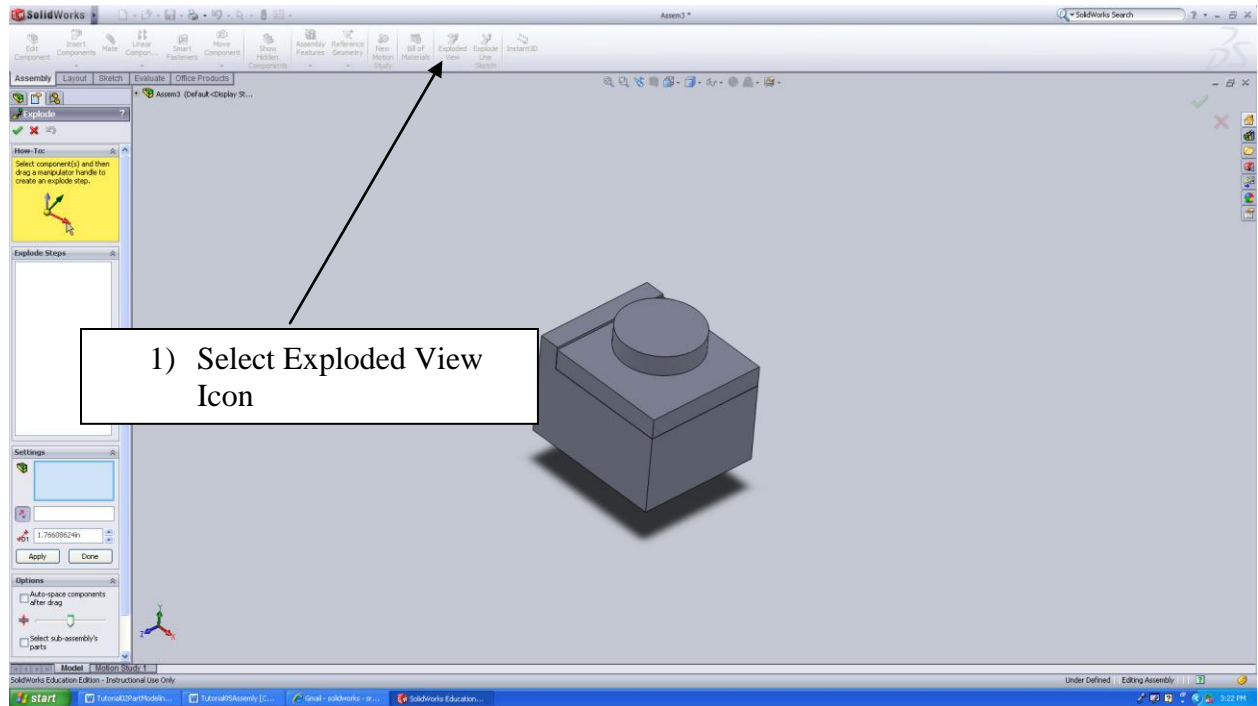 SolidWorks
Assem3 *
SolidWorks Search
Edit Component
Insert Components
Mate
Linear Compon...
Smart Fasteners
Move Component
Show Hidden Components
Assembly Features
Reference Geometry
New Motion Study
Bill of Materials
Exploded View
Explode Line Sketch
Instant3D
Assembly Layout Sketch Evaluate Office Products
Assem3 (Default<Display St...
Explode ?
How-To:
Select component(s) and then
drag a manipulator handle to
create an explode step.
Explode Steps
1) Select Exploded View
Icon
Settings
1.76608624in
Apply Done
Options
Auto-space components
after drag
Select sub-assembly's
parts
Y
Z X
Model Motion Study 1
SolidWorks Education Edition - Instructional Use Only
Under Defined Editing Assembly
start Tutorial02PartModelin... Tutorial05Assemly [C... Gmail - solidworks - sr... SolidWorks Education... 3:22 PM